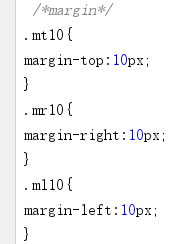 /*margin*/
.mt10{
margin-top:10px;
}
.mr10{
margin-right:10px;
}
.ml10{
margin-left:10px;
}